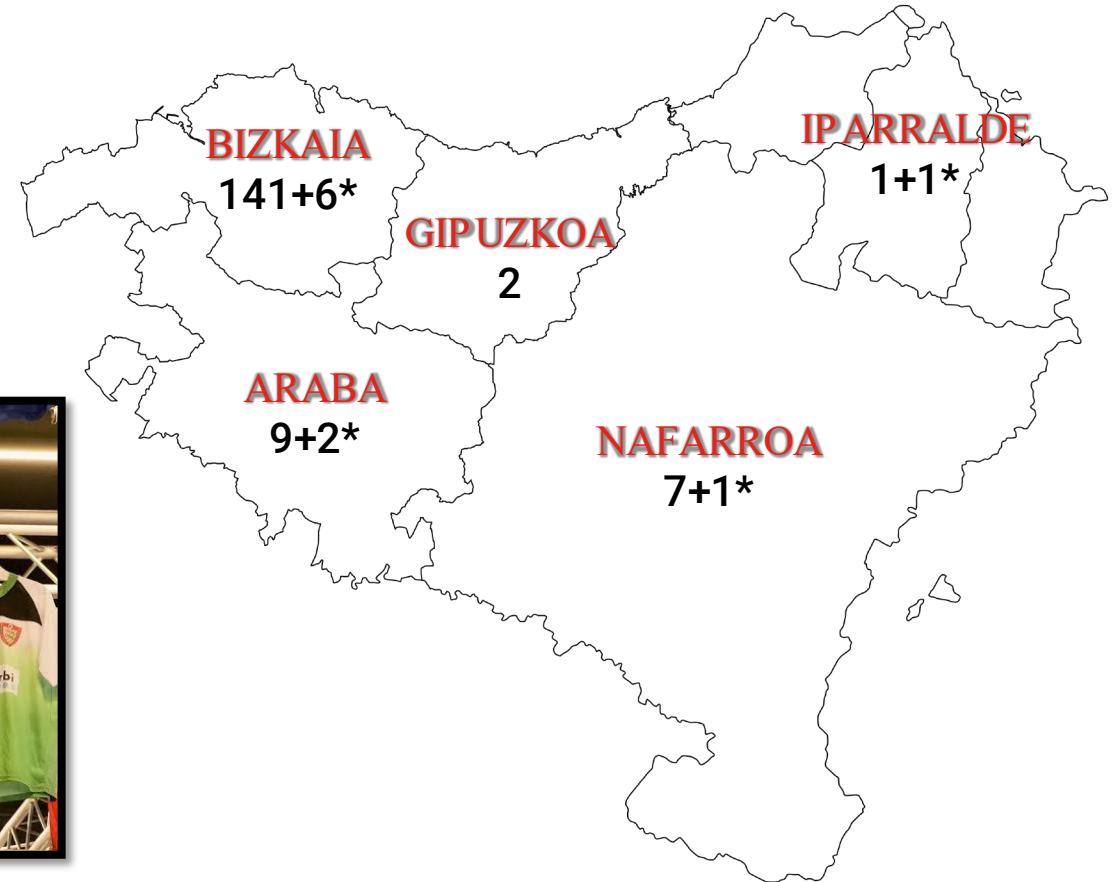 BIZKAIA
141+6*
IPARRALDE
1+1*
GIPUZKOA
2
ARABA
9+2*
NAFARROA
7+1*